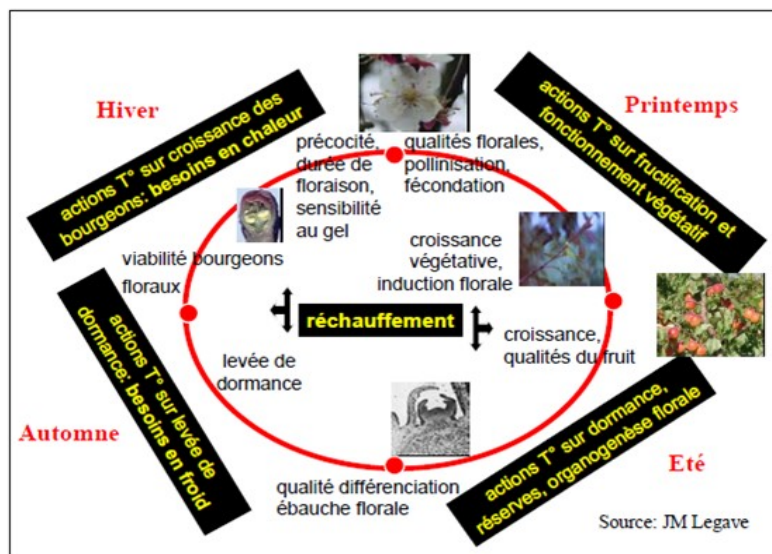 Hiver
actions T° sur croissance des
bourgeons: besoins en chaleur
Printemps
actions T° sur fructification et
fonctionnement végétatif
précocité,
durée de
floraison,
sensibilité
au gel
qualités florales,
pollinisation,
fécondation
viabilité bourgeons
floraux
croissance
végétative,
induction florale
réchauffement
levée de
dormance
croissance,
qualités du fruit
Automne
actions T° sur levée de
dormance: besoins en froid
qualité différenciation
ébauche florale
actions T° sur dormance,
réserves, organogenèse florale
Eté
Source: JM Legave